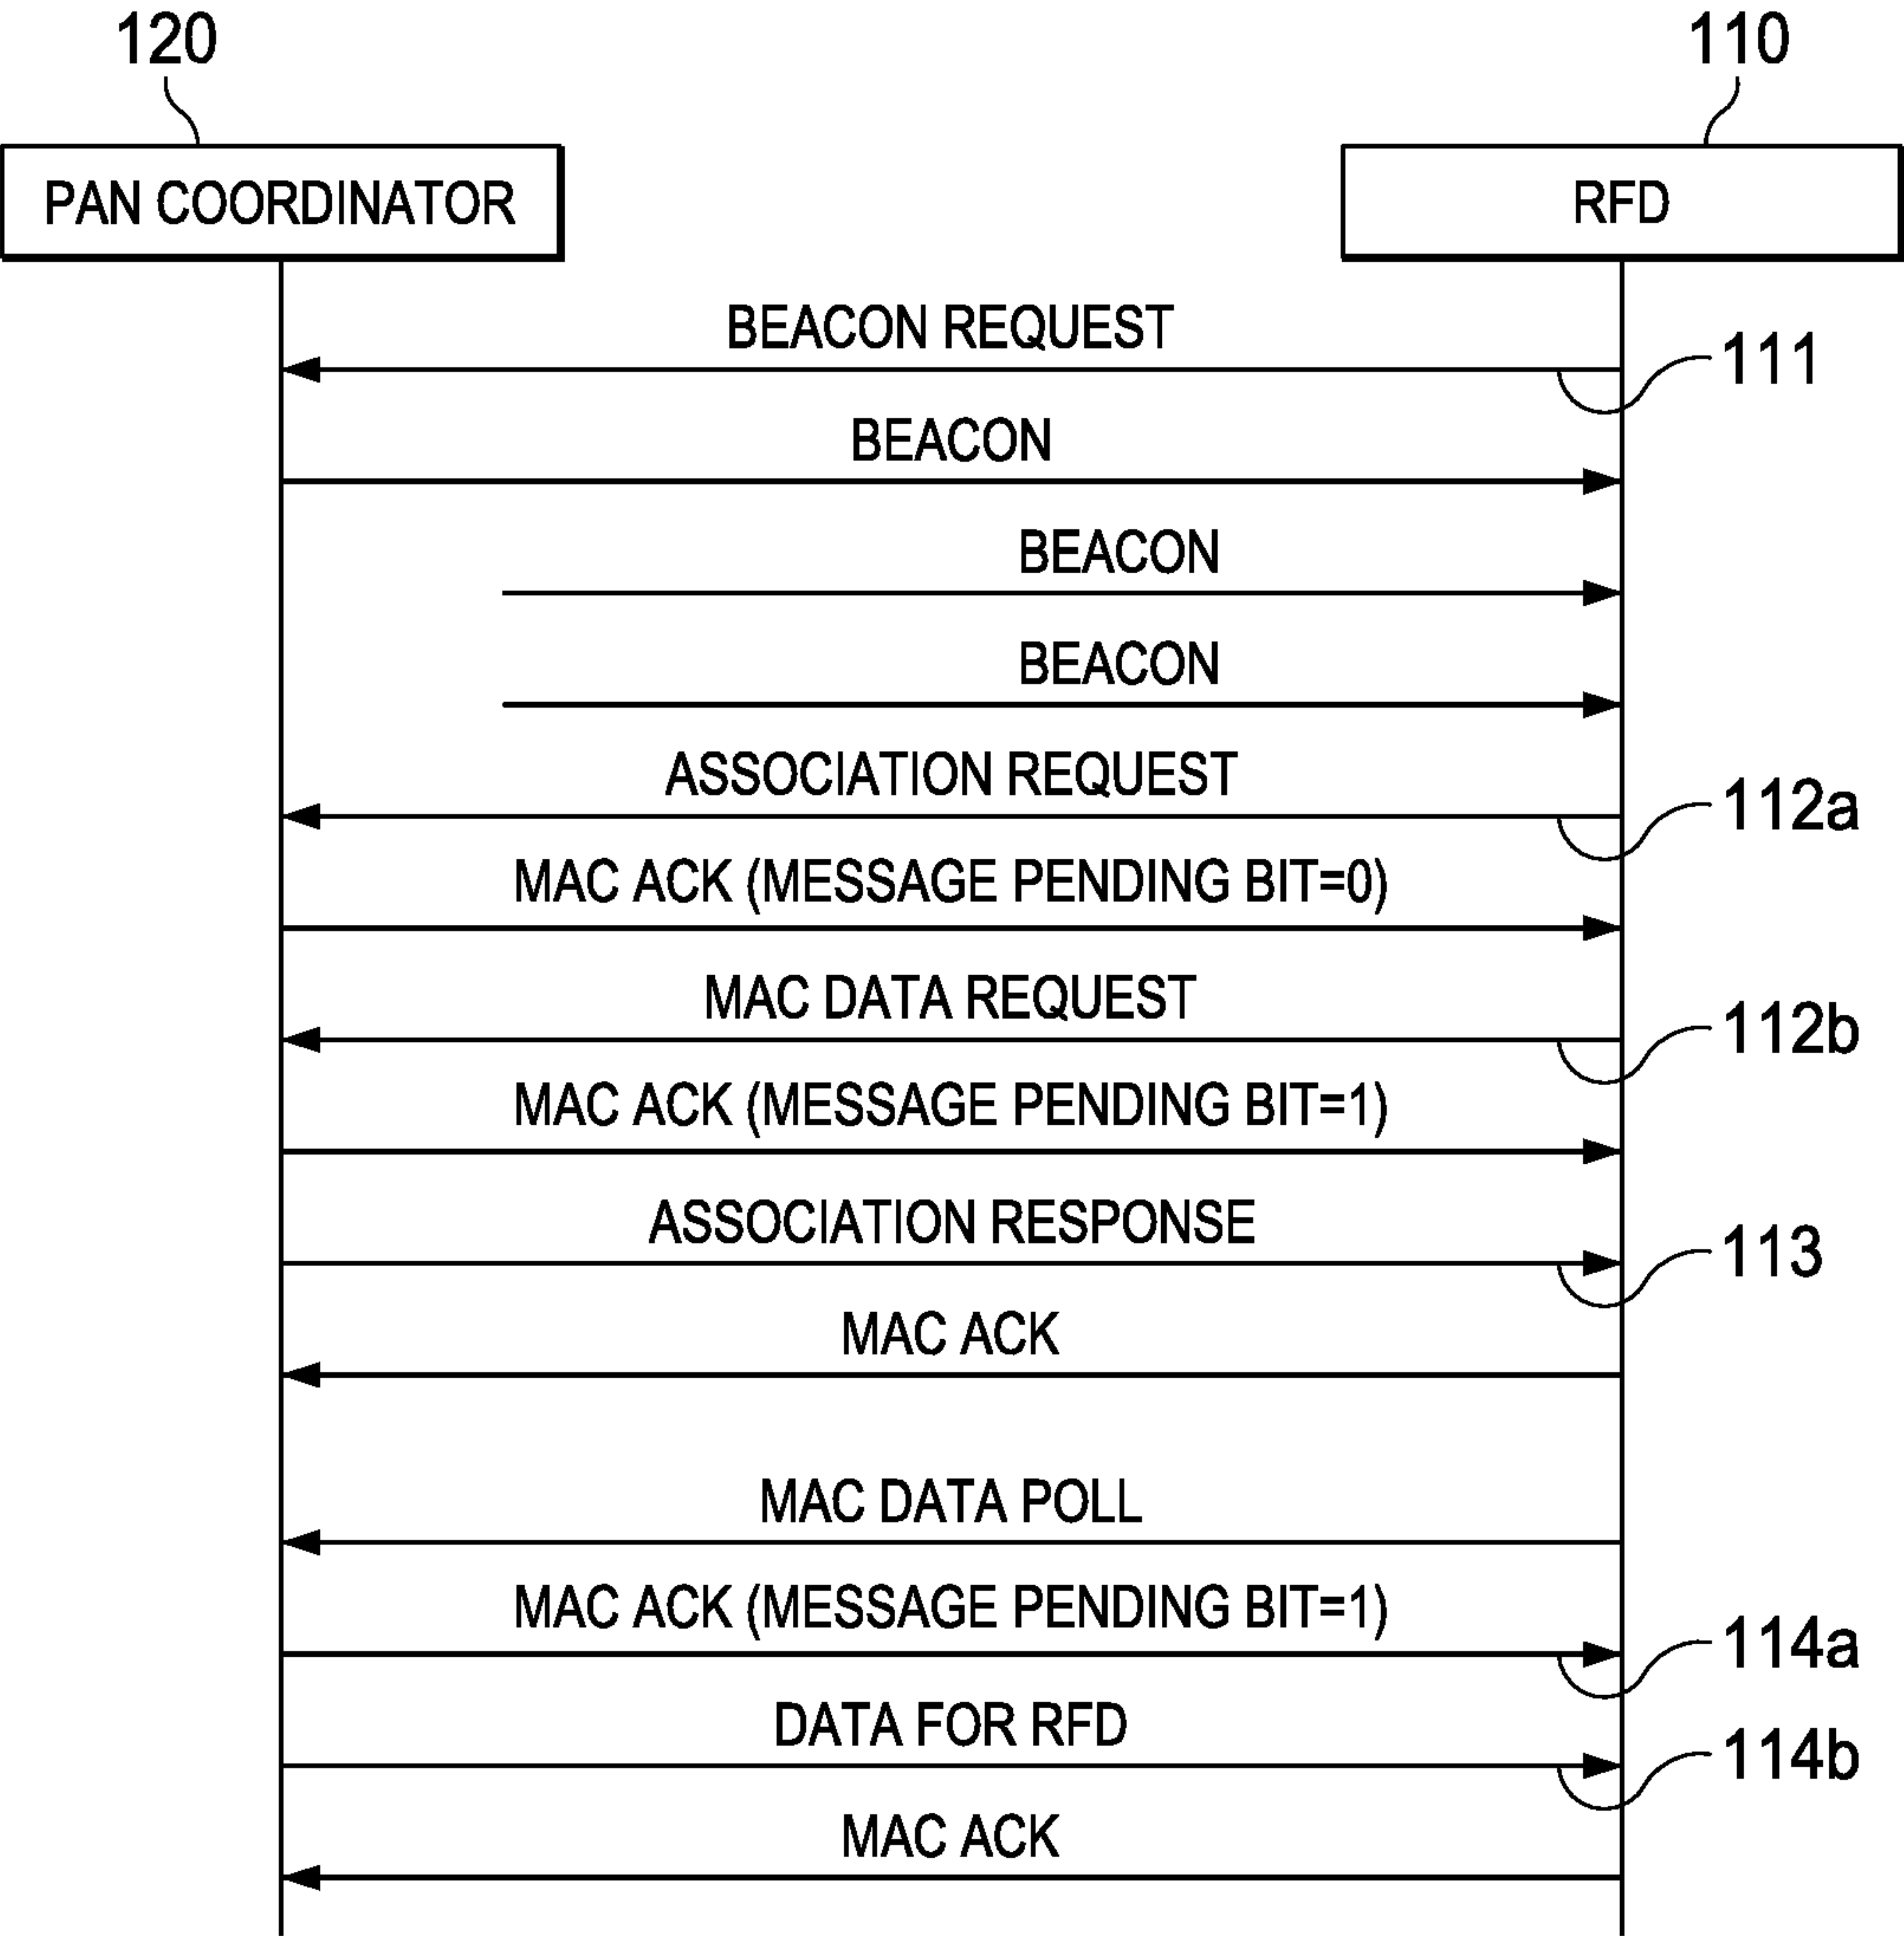 120
110
PAN COORDINATOR
RFD
BEACON REQUEST
111
BEACON
BEACON
BEACON
ASSOCIATION REQUEST
112a
MAC ACK (MESSAGE PENDING BIT=0)
MAC DATA REQUEST
112b
MAC ACK (MESSAGE PENDING BIT=1)
ASSOCIATION RESPONSE
113
MAC ACK
MAC DATA POLL
MAC ACK (MESSAGE PENDING BIT=1)
114a
DATA FOR RFD
114b
MAC ACK